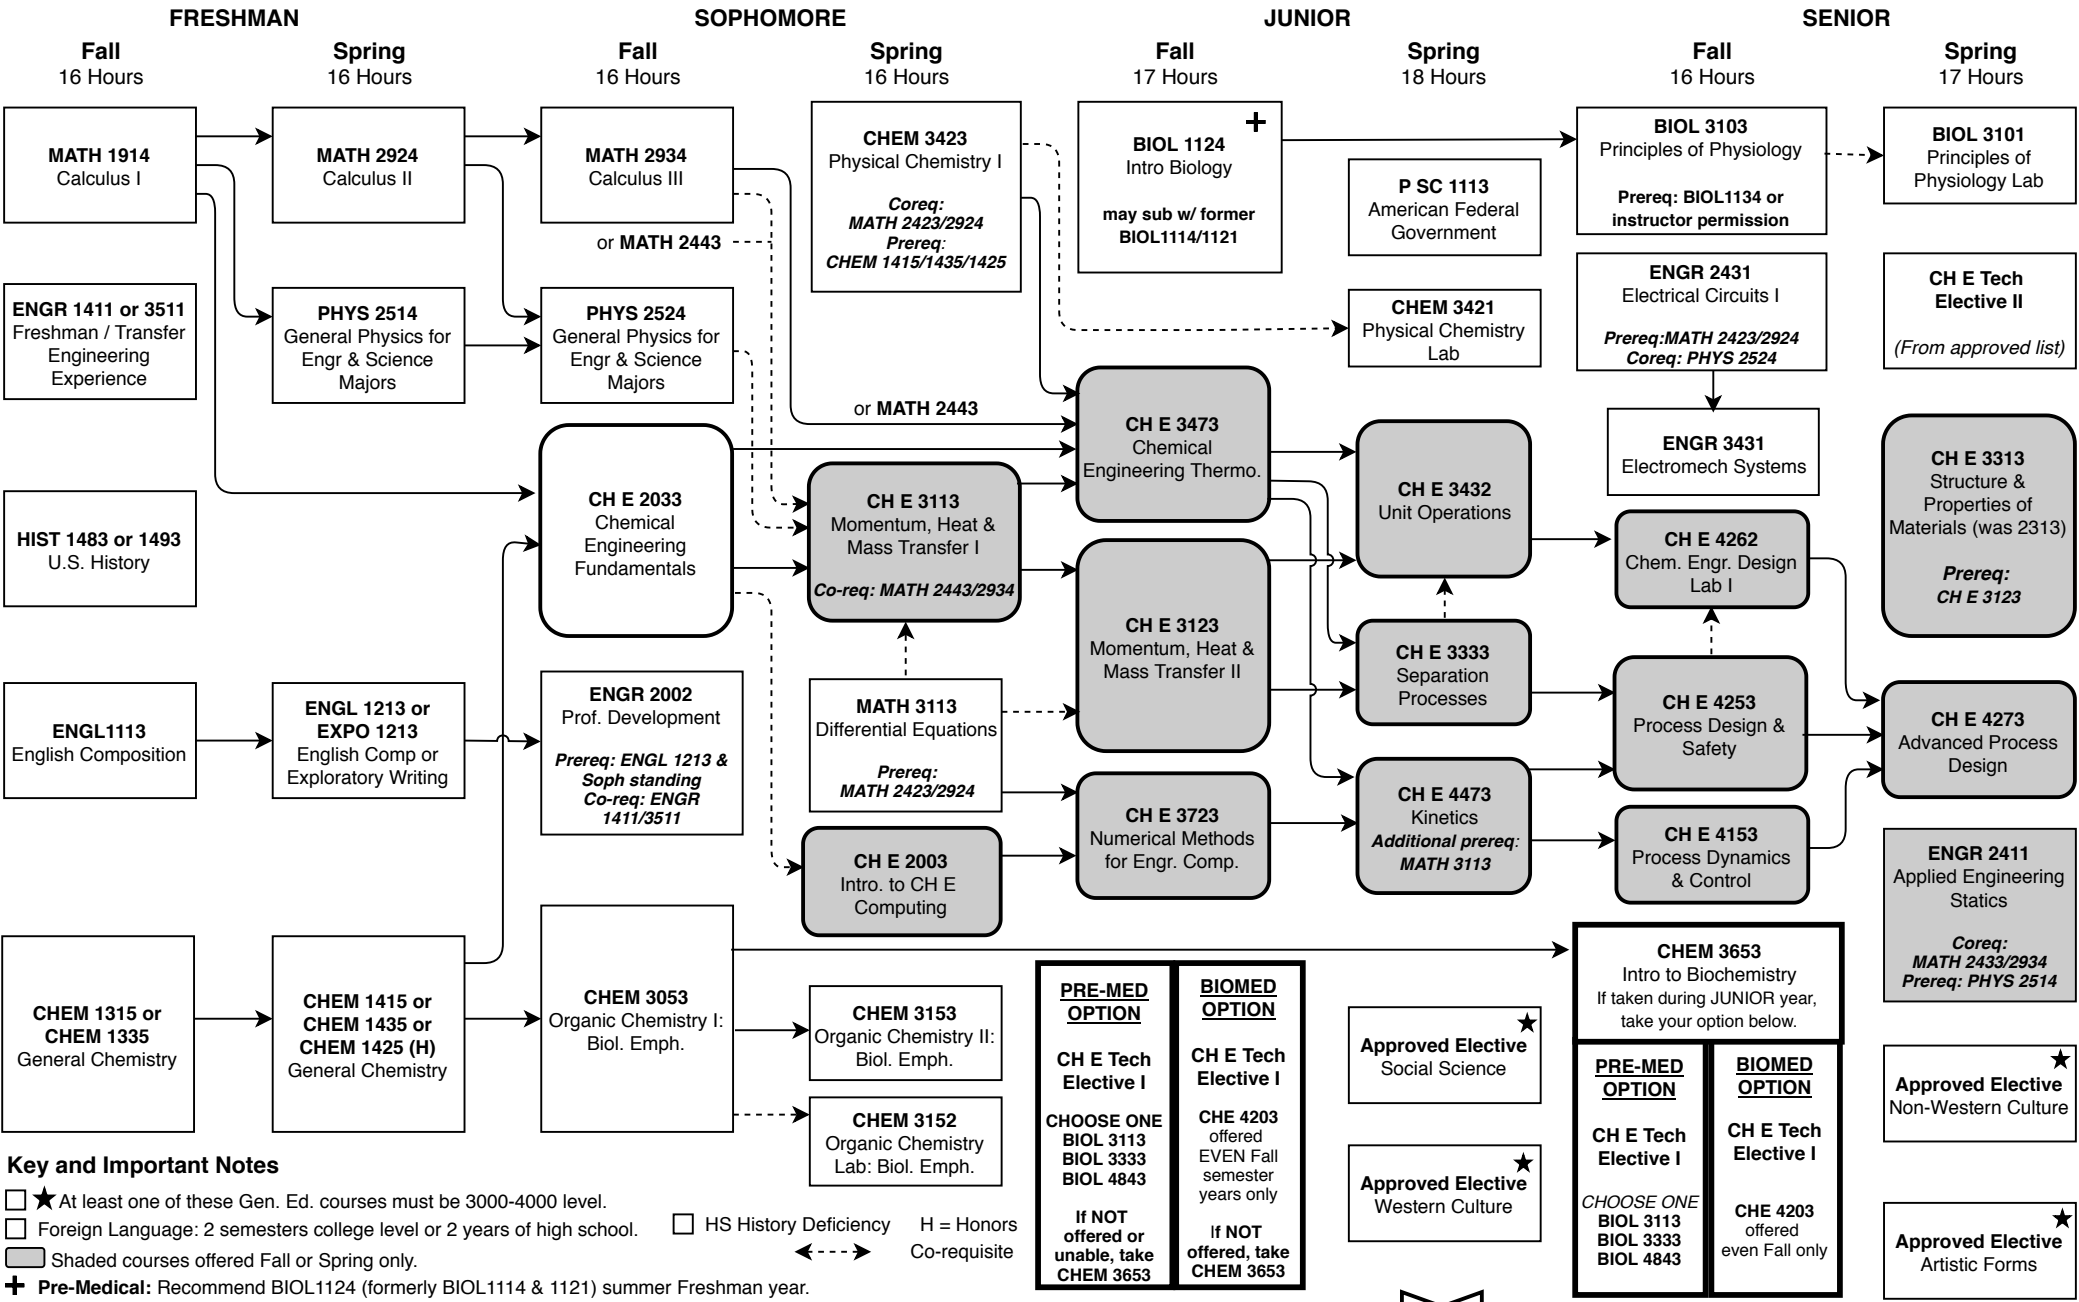 FRESHMAN
SOPHOMORE
JUNIOR
SENIOR
Fall
16 Hours
Spring
16 Hours
Fall
16 Hours
Spring
16 Hours
Fall
17 Hours
Spring
18 Hours
Fall
16 Hours
Spring
17 Hours
MATH 1914
Calculus I
ENGR 1411 or 3511
Freshman / Transfer
Engineering
Experience
HIST 1483 or 1493
U.S. History
ENGL1113
English Composition
CHEM 1315 or
CHEM 1335
General Chemistry
MATH 2924
Calculus II
PHYS 2514
General Physics for
Engr & Science
Majors
ENGL 1213 or
EXPO 1213
English Comp or
Exploratory Writing
CHEM 1415 or
CHEM 1435 or
CHEM 1425 (H)
General Chemistry
MATH 2934
Calculus III
or MATH 2443
PHYS 2524
General Physics for
Engr & Science
Majors
CH E 2033
Chemical
Engineering
Fundamentals
ENGR 2002
Prof. Development
Prereq: ENGL 1213 &
Soph standing
Co-req: ENGR
1411/3511
CHEM 3053
Organic Chemistry I:
Biol. Emph.
CHEM 3423
Physical Chemistry I
Coreq:
MATH 2423/2924
Prereq:
CHEM 1415/1435/1425
or MATH 2443
CH E 3113
Momentum, Heat &
Mass Transfer I
Co-req: MATH 2443/2934
MATH 3113
Differential Equations
Prereq:
MATH 2423/2924
CH E 2003
Intro. to CH E
Computing
CHEM 3153
Organic Chemistry II:
Biol. Emph.
CHEM 3152
Organic Chemistry
Lab: Biol. Emph.
+
BIOL 1124
Intro Biology
may sub w/ former
BIOL1114/1121
CH E 3473
Chemical
Engineering Thermo.
CH E 3123
Momentum, Heat &
Mass Transfer II
CH E 3723
Numerical Methods
for Engr. Comp.
PRE-MED
OPTION
CH E Tech
Elective I
CHOOSE ONE
BIOL 3113
BIOL 3333
BIOL 4843
If NOT
offered or
unable, take
CHEM 3653
BIOMED
OPTION
CH E Tech
Elective I
CHE 4203
offered
EVEN Fall
semester
years only
If NOT
offered, take
CHEM 3653
P SC 1113
American Federal
Government
CHEM 3421
Physical Chemistry
Lab
CH E 3432
Unit Operations
CH E 3333
Separation
Processes
CH E 4473
Kinetics
Additional prereq:
MATH 3113
Approved Elective
Social Science
Approved Elective
Western Culture
BIOL 3103
Principles of Physiology
Prereq: BIOL1134 or
instructor permission
ENGR 2431
Electrical Circuits I
Prereq:MATH 2423/2924
Coreq: PHYS 2524
ENGR 3431
Electromech Systems
CH E 4262
Chem. Engr. Design
Lab I
CH E 4253
Process Design &
Safety
CH E 4153
Process Dynamics
& Control
CHEM 3653
Intro to Biochemistry
If taken during JUNIOR year,
take your option below.
PRE-MED
OPTION
CH E Tech
Elective I
CHOOSE ONE
BIOL 3113
BIOL 3333
BIOL 4843
BIOMED
OPTION
CH E Tech
Elective I
CHE 4203
offered
even Fall only
BIOL 3101
Principles of
Physiology Lab
CH E Tech
Elective II
(From approved list)
CH E 3313
Structure &
Properties of
Materials (was 2313)
Prereq:
CH E 3123
CH E 4273
Advanced Process
Design
ENGR 2411
Applied Engineering
Statics
Coreq:
MATH 2433/2934
Prereq: PHYS 2514
Approved Elective
Non-Western Culture
Approved Elective
Artistic Forms
Key and Important Notes
★ At least one of these Gen. Ed. courses must be 3000-4000 level.
Foreign Language: 2 semesters college level or 2 years of high school.
Shaded courses offered Fall or Spring only.
+ Pre-Medical: Recommend BIOL1124 (formerly BIOL1114 & 1121) summer Freshman year.
HS History Deficiency
H = Honors
Co-requisite